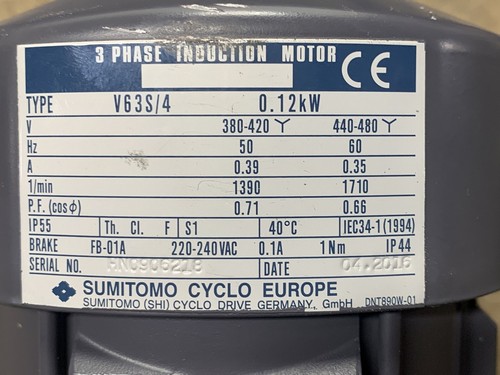 3 PHASE INDUCTION MOTOR
CE
TYPE V63S/4 0.12kW
V 380-420 Y 440-480 Y
Hz 50 60
A 0.39 0.35
1/min 1390 1710
P.F. (cosϕ) 0.71 0.66
IP55 Th. Cl. F S1 40°C IEC34-1(1994)
BRAKE FB-01A 220-240VAC 0.1A 1Nm IP44
SERIAL NO. DATE 04.2016
SUMITOMO CYCLO EUROPE
SUMITOMO (SHI) CYCLO DRIVE GERMANY, GmbH DNT890W-01